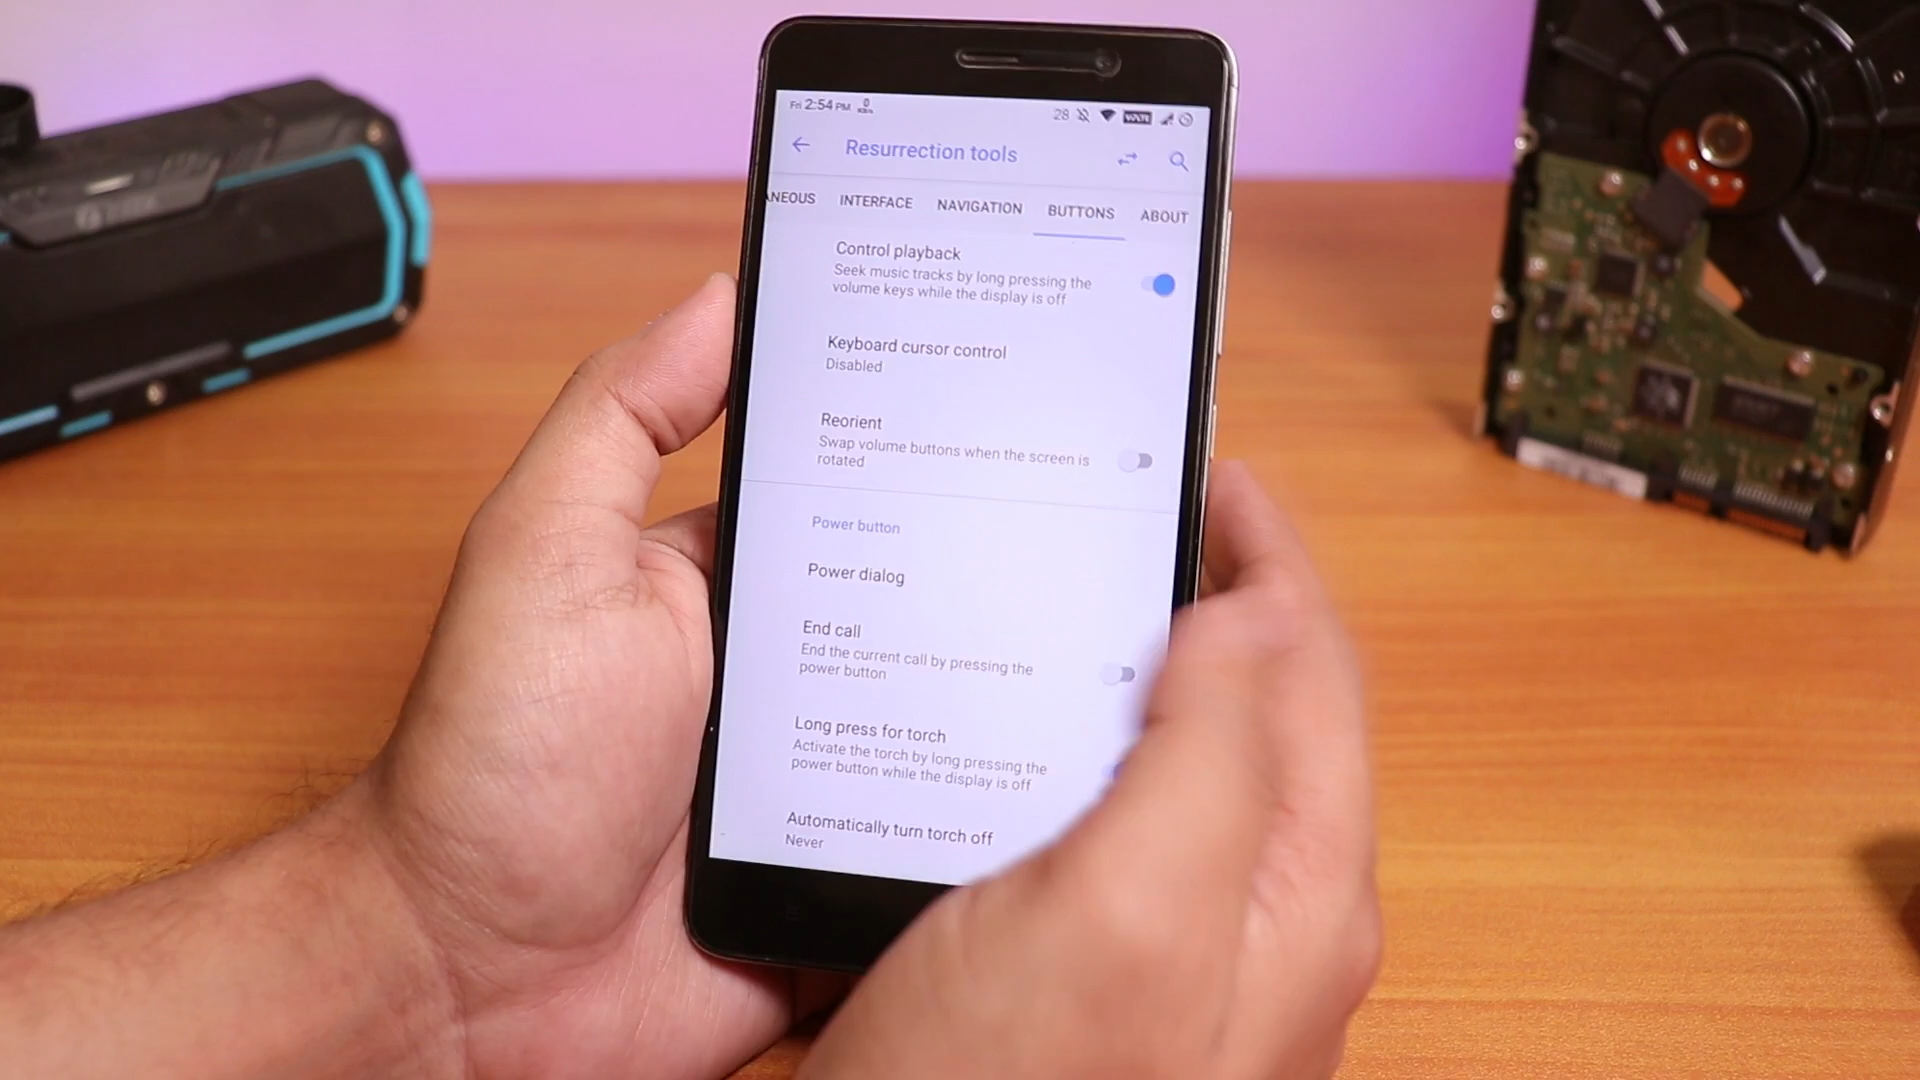 Fri 2:54 PM 0 KB/s 28 VoLTE
Resurrection tools
NEOUS INTERFACE NAVIGATION BUTTONS ABOUT
Control playback
Seek music tracks by long pressing the
volume keys while the display is off
Keyboard cursor control
Disabled
Reorient
Swap volume buttons when the screen is
rotated
Power button
Power dialog
End call
End the current call by pressing the
power button
Long press for torch
Activate the torch by long pressing the
power button while the display is off
Automatically turn torch off
Never